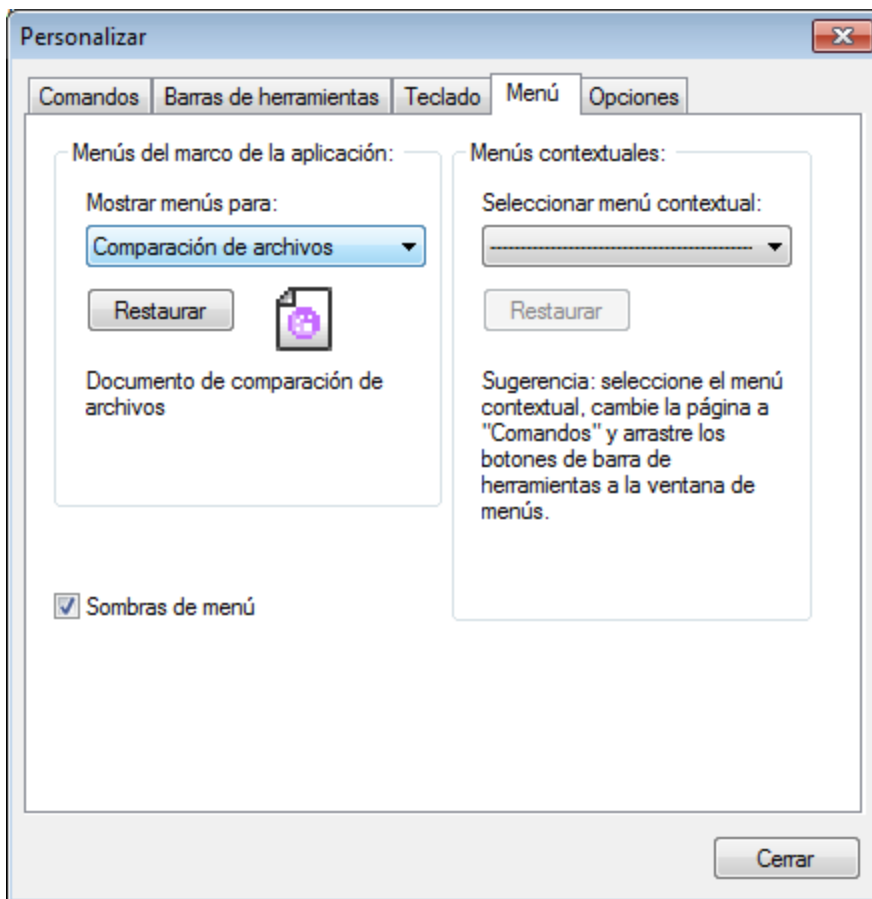 Personalizar
Comandos
Barras de herramientas
Teclado
Menú
Opciones
Menús del marco de la aplicación:
Mostrar menús para:
Comparación de archivos
Restaurar
Documento de comparación de
archivos
Menús contextuales:
Seleccionar menú contextual:
Restaurar
Sugerencia: seleccione el menú
contextual, cambie la página a
"Comandos" y arrastre los
botones de barra de
herramientas a la ventana de
menús.
Sombras de menú
Cerrar